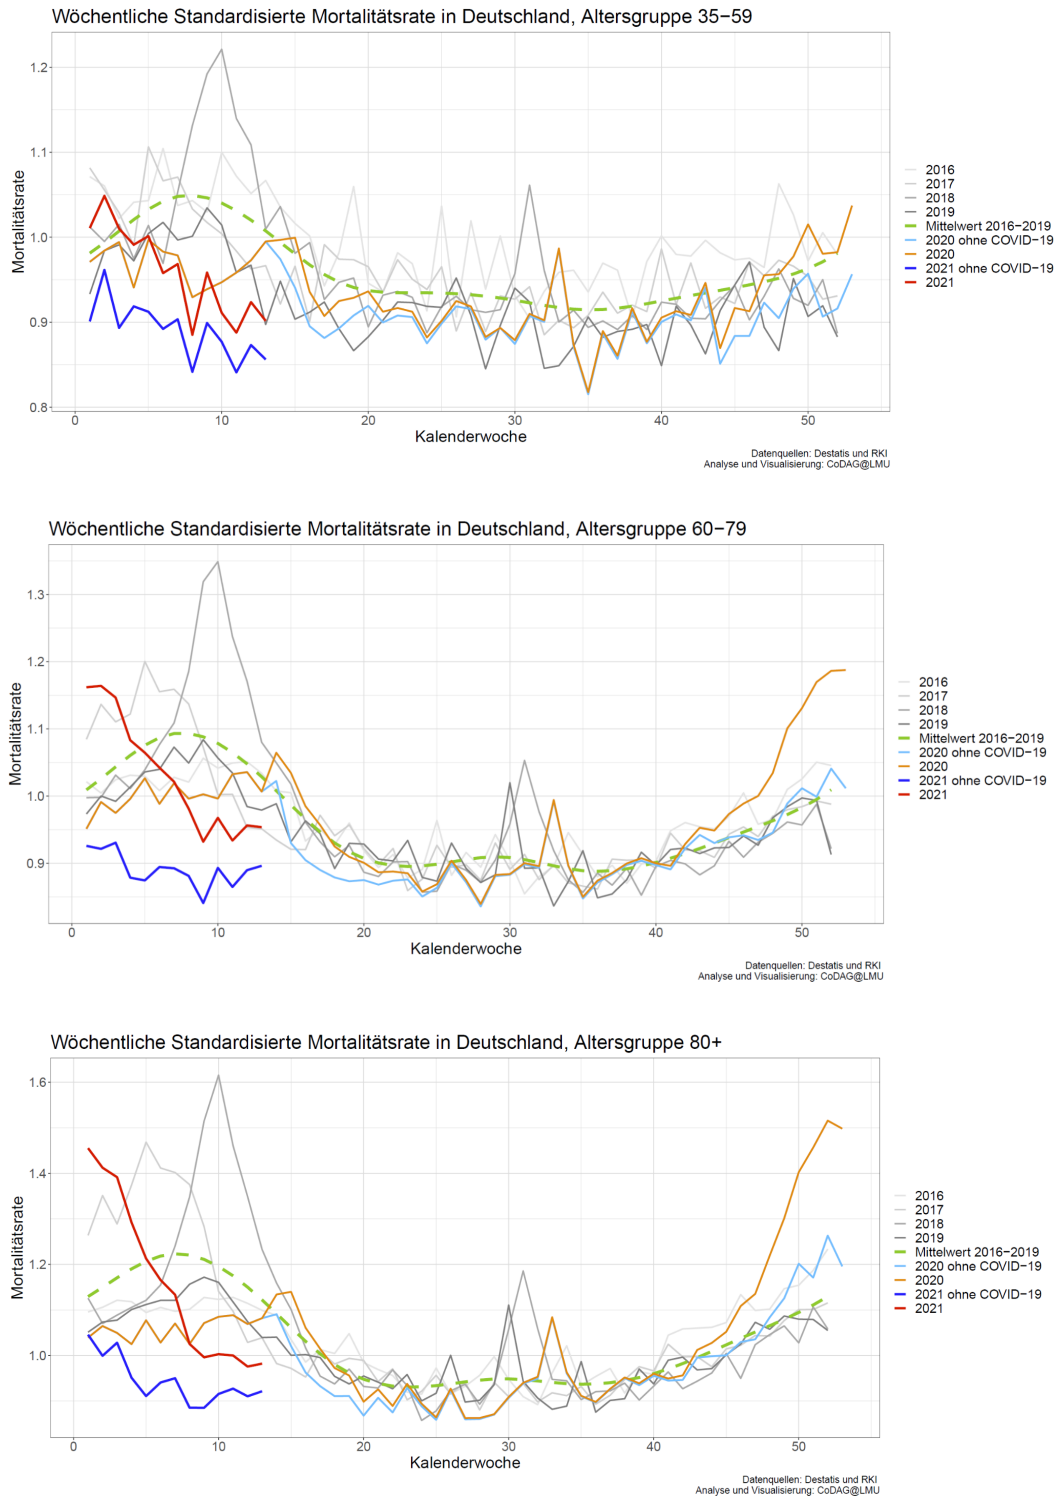 Wöchentliche Standardisierte Mortalitätsrate in Deutschland, Altersgruppe 35−59
Mortalitätsrate
1.2
1.1
1.0
0.9
0.8
0 10 20 30 40 50
Kalenderwoche
2016
2017
2018
2019
Mittelwert 2016−2019
2020 ohne COVID−19
2020
2021 ohne COVID−19
2021
Datenquellen: Destatis und RKI
Analyse und Visualisierung: CoDAG@LMU
Wöchentliche Standardisierte Mortalitätsrate in Deutschland, Altersgruppe 60−79
Mortalitätsrate
1.3
1.2
1.1
1.0
0.9
0 10 20 30 40 50
Kalenderwoche
2016
2017
2018
2019
Mittelwert 2016−2019
2020 ohne COVID−19
2020
2021 ohne COVID−19
2021
Datenquellen: Destatis und RKI
Analyse und Visualisierung: CoDAG@LMU
Wöchentliche Standardisierte Mortalitätsrate in Deutschland, Altersgruppe 80+
Mortalitätsrate
1.6
1.4
1.2
1.0
0 10 20 30 40 50
Kalenderwoche
2016
2017
2018
2019
Mittelwert 2016−2019
2020 ohne COVID−19
2020
2021 ohne COVID−19
2021
Datenquellen: Destatis und RKI
Analyse und Visualisierung: CoDAG@LMU